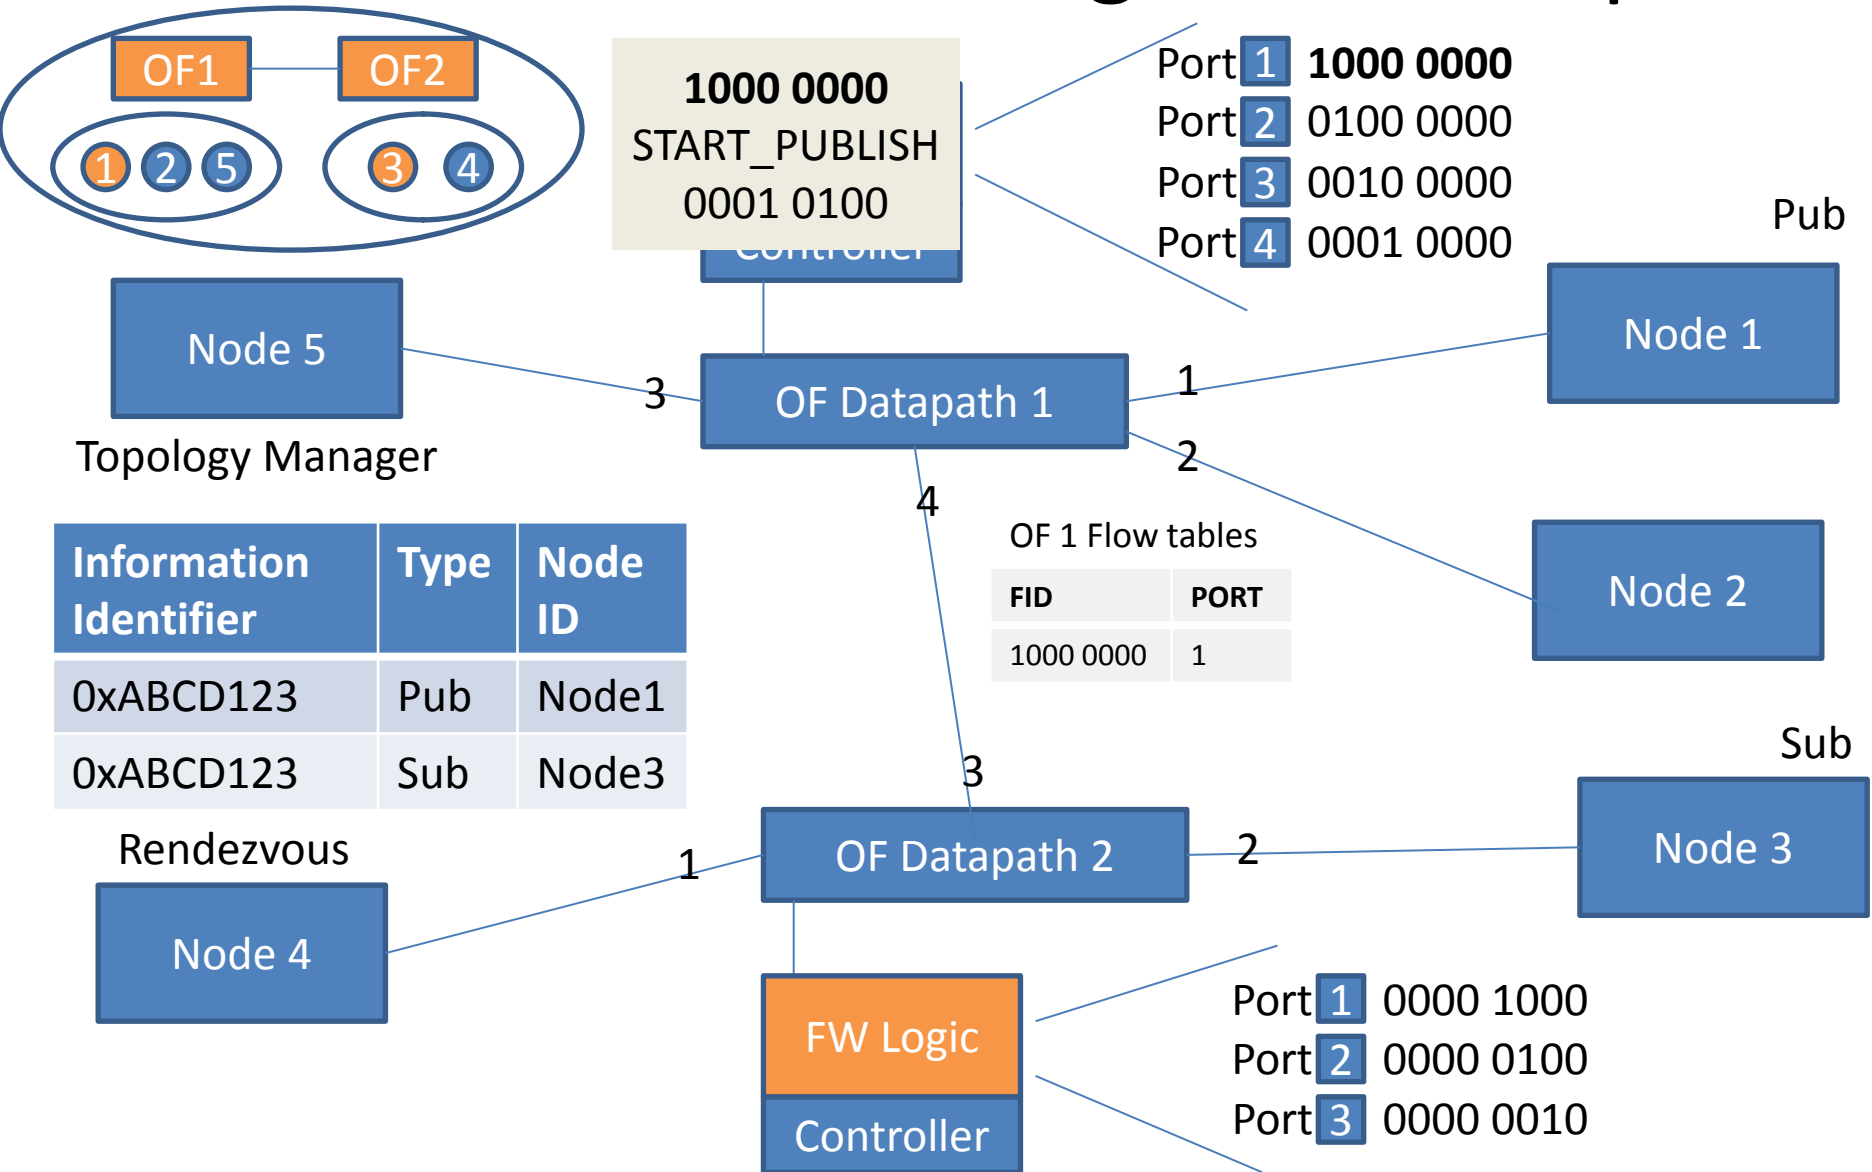 OF1 OF2
1 2 5 3 4
1000 0000
START_PUBLISH
0001 0100
Controller
Port 1 1000 0000
Port 2 0100 0000
Port 3 0010 0000
Port 4 0001 0000
Pub
Node 5
Node 1
3
OF Datapath 1
1
2
4
Topology Manager
OF 1 Flow tables
FID PORT
1000 0000 1
Node 2
Information Identifier Type Node ID
0xABCD123 Pub Node1
0xABCD123 Sub Node3
Sub
3
Rendezvous
1
OF Datapath 2
2
Node 3
Node 4
FW Logic
Controller
Port 1 0000 1000
Port 2 0000 0100
Port 3 0000 0010